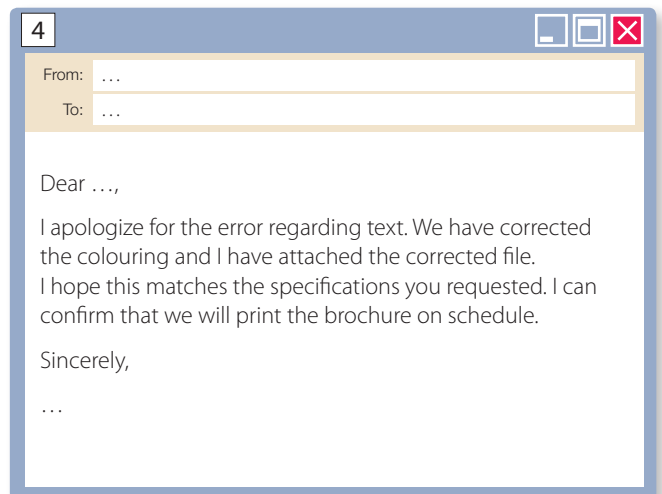 4
From: ...
To: ...
Dear ...,
I apologize for the error regarding text. We have corrected
the colouring and I have attached the corrected file.
I hope this matches the specifications you requested. I can
confirm that we will print the brochure on schedule.
Sincerely,
...